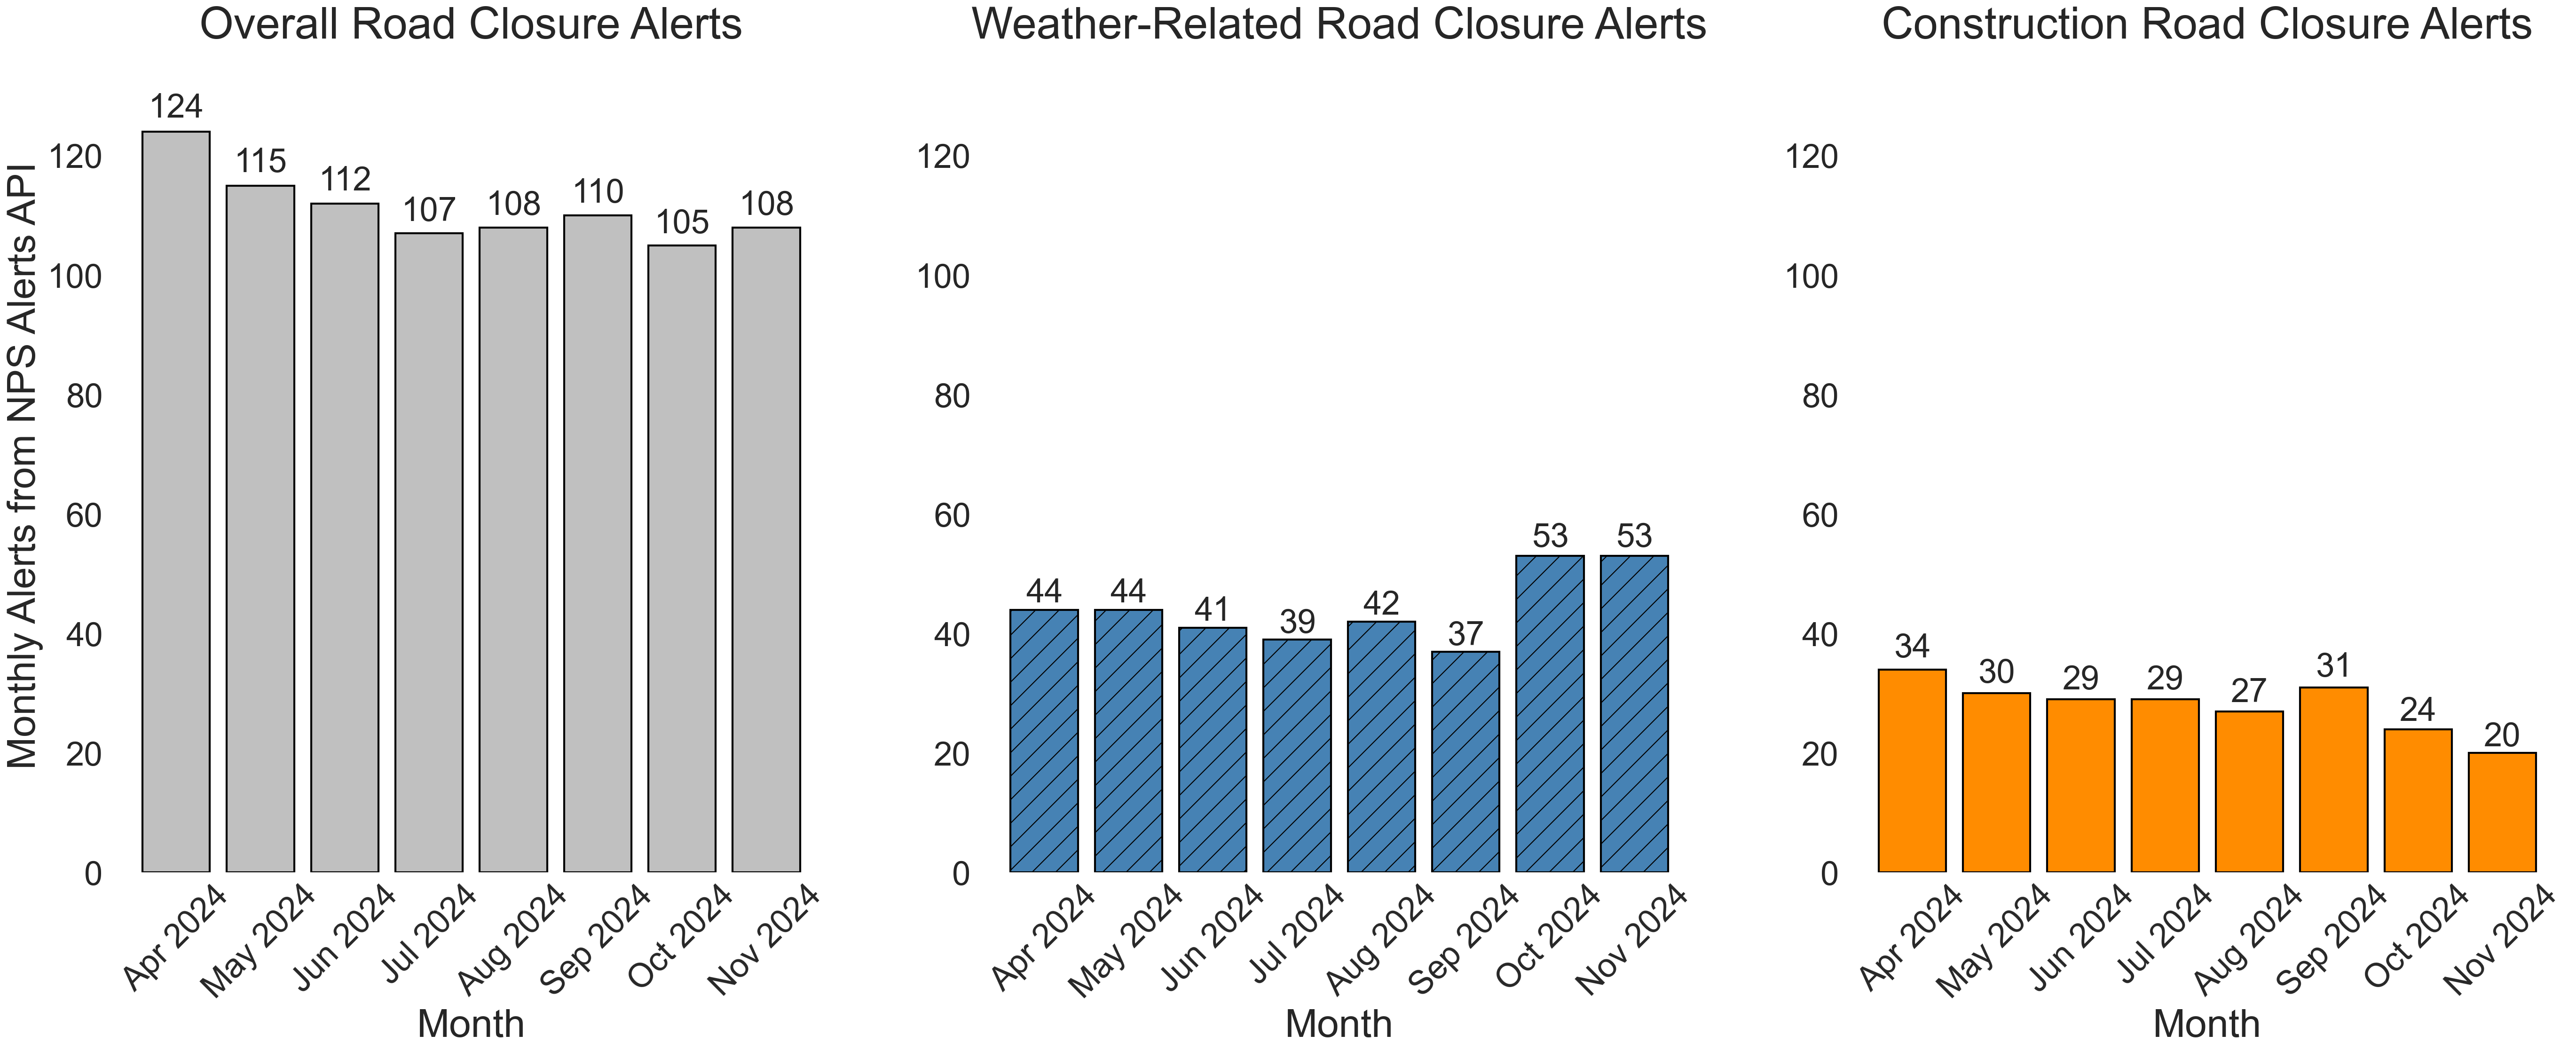 Overall Road Closure Alerts
Monthly Alerts from NPS Alerts API
120
100
80
60
40
20
0
124
115
112
107
108
110
105
108
Apr 2024
May 2024
Jun 2024
Jul 2024
Aug 2024
Sep 2024
Oct 2024
Nov 2024
Month
Weather-Related Road Closure Alerts
120
100
80
60
40
20
0
44
44
41
39
42
37
53
53
Apr 2024
May 2024
Jun 2024
Jul 2024
Aug 2024
Sep 2024
Oct 2024
Nov 2024
Month
Construction Road Closure Alerts
120
100
80
60
40
20
0
34
30
29
29
27
31
24
20
Apr 2024
May 2024
Jun 2024
Jul 2024
Aug 2024
Sep 2024
Oct 2024
Nov 2024
Month